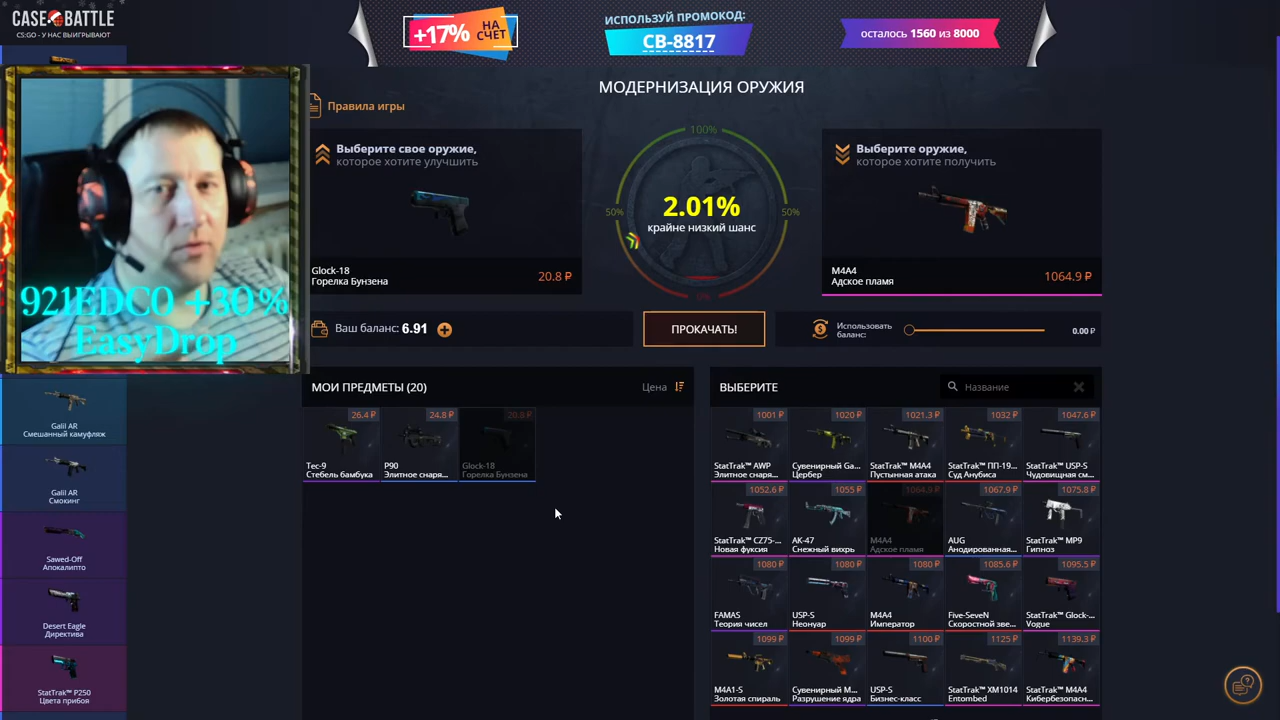 CASE BATTLE
CS:GO - У НАС ВЫИГРЫВАЮТ
+17% НА СЧЕТ
ИСПОЛЬЗУЙ ПРОМОКОД:
CB-8817
осталось 1560 из 8000
МОДЕРНИЗАЦИЯ ОРУЖИЯ
Правила игры
Выберите свое оружие,
которое хотите улучшить
Glock-18
Горелка Бунзена
20.8 ₽
100%
50%
50%
2.01%
крайне низкий шанс
0%
Выберите оружие,
которое хотите получить
M4A4
Адское пламя
1064.9 ₽
921EDCO +30%
EasyDrop
Ваш баланс: 6.91
ПРОКАЧАТЬ!
Использовать
баланс:
0.00 ₽
МОИ ПРЕДМЕТЫ (20)
Цена
26.4 ₽
Tec-9
Стебель бамбука
24.8 ₽
P90
Элитное снаря...
20.8 ₽
Glock-18
Горелка Бунзена
ВЫБЕРИТЕ
Название
1001 ₽
StatTrak™ AWP
Элитное снаря...
1020 ₽
Сувенирный Ga...
Цербер
1021.3 ₽
StatTrak™ M4A4
Пустынная атака
1032 ₽
StatTrak™ ПП-19...
Суд Анубиса
1047.6 ₽
StatTrak™ USP-S
Чудовищная см...
1052.6 ₽
StatTrak™ CZ75-...
Новая фуксия
1055 ₽
AK-47
Снежный вихрь
1064.9 ₽
M4A4
Адское пламя
1067.9 ₽
AUG
Анодированная...
1075.8 ₽
StatTrak™ MP9
Гипноз
1080 ₽
FAMAS
Теория чисел
1080 ₽
USP-S
Неонуар
1080 ₽
M4A4
Император
1085.6 ₽
Five-SeveN
Скоростной зве...
1095.5 ₽
StatTrak™ Glock-...
Vogue
1099 ₽
M4A1-S
Золотая спираль
1099 ₽
Сувенирный M...
Разрушение ядра
1100 ₽
USP-S
Бизнес-класс
1125 ₽
StatTrak™ XM1014
Entombed
1139.3 ₽
StatTrak™ M4A4
Кибербезопасн...
Galil AR
Смешанный камуфляж
Galil AR
Смокинг
Sawed-Off
Апокалипто
Desert Eagle
Директива
StatTrak™ P250
Цвета прибоя